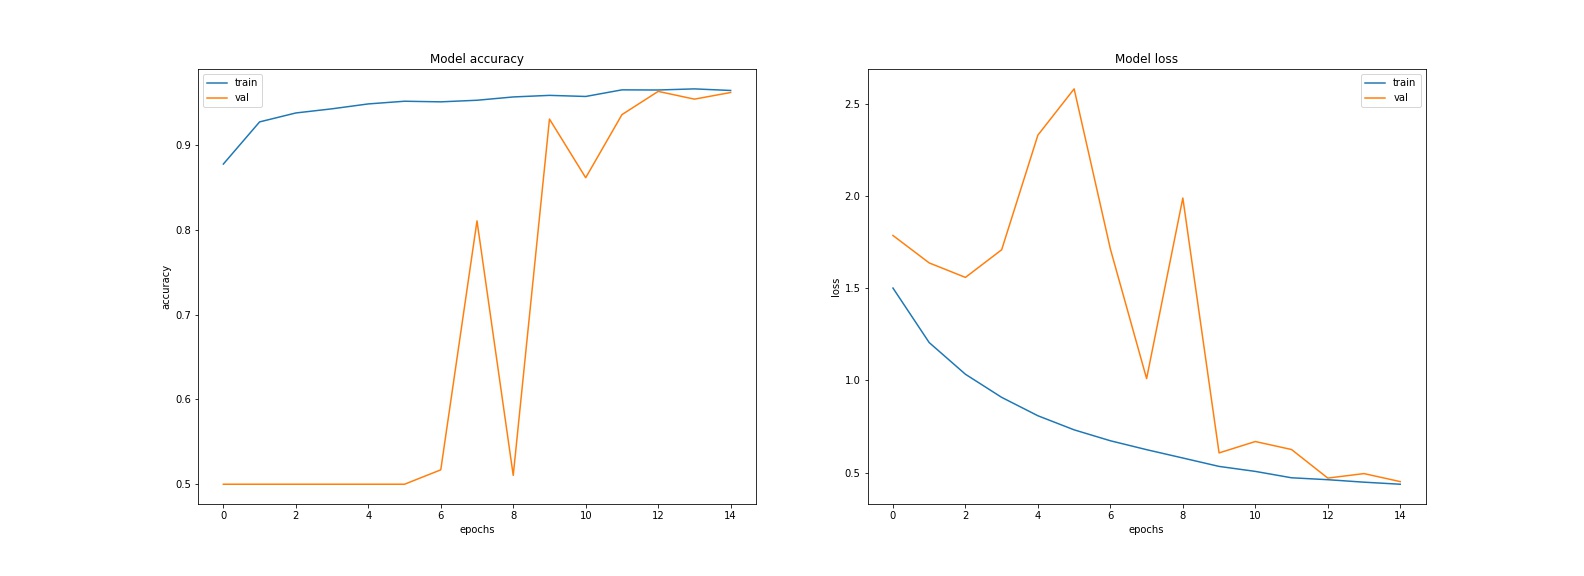 Model accuracy
train
val
0.9
0.8
0.7
0.6
0.5
accuracy
0 2 4 6 8 10 12 14
epochs
Model loss
train
val
2.5
2.0
1.5
1.0
0.5
loss
0 2 4 6 8 10 12 14
epochs